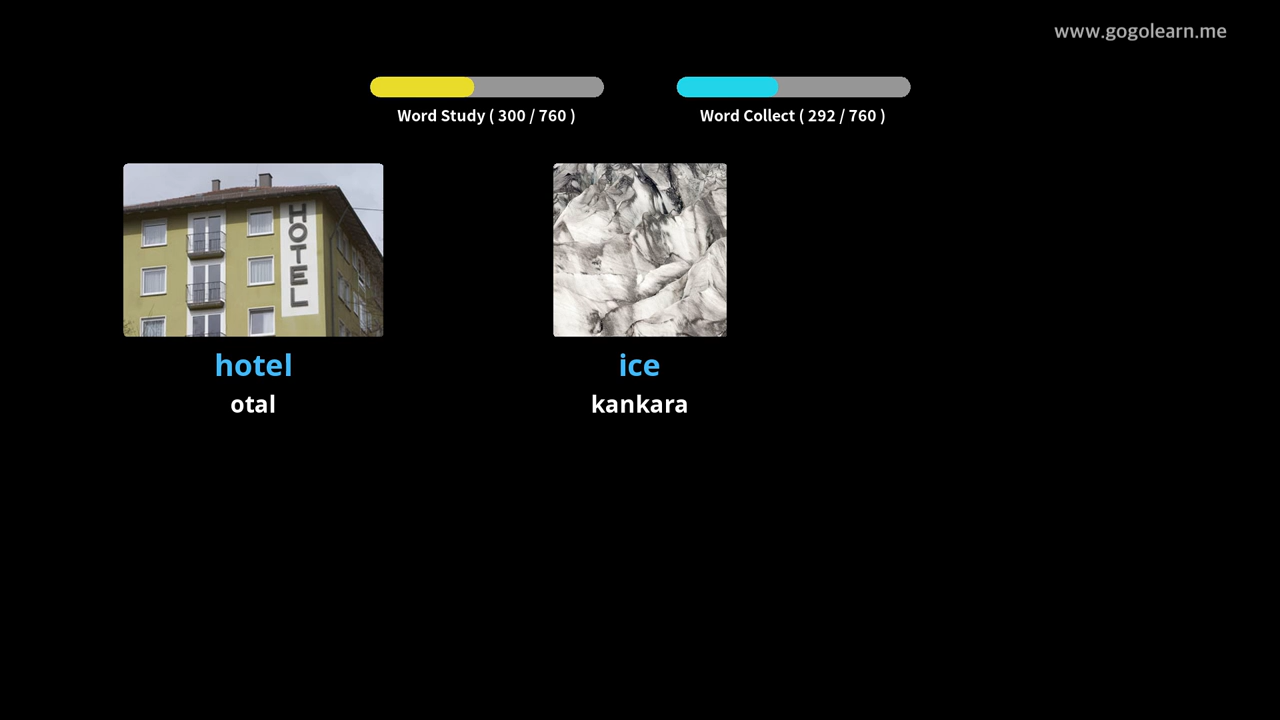 www.gogolearn.me
Word Study ( 300 / 760 )
Word Collect ( 292 / 760 )
HOTEL
hotel
ice
otal
kankara